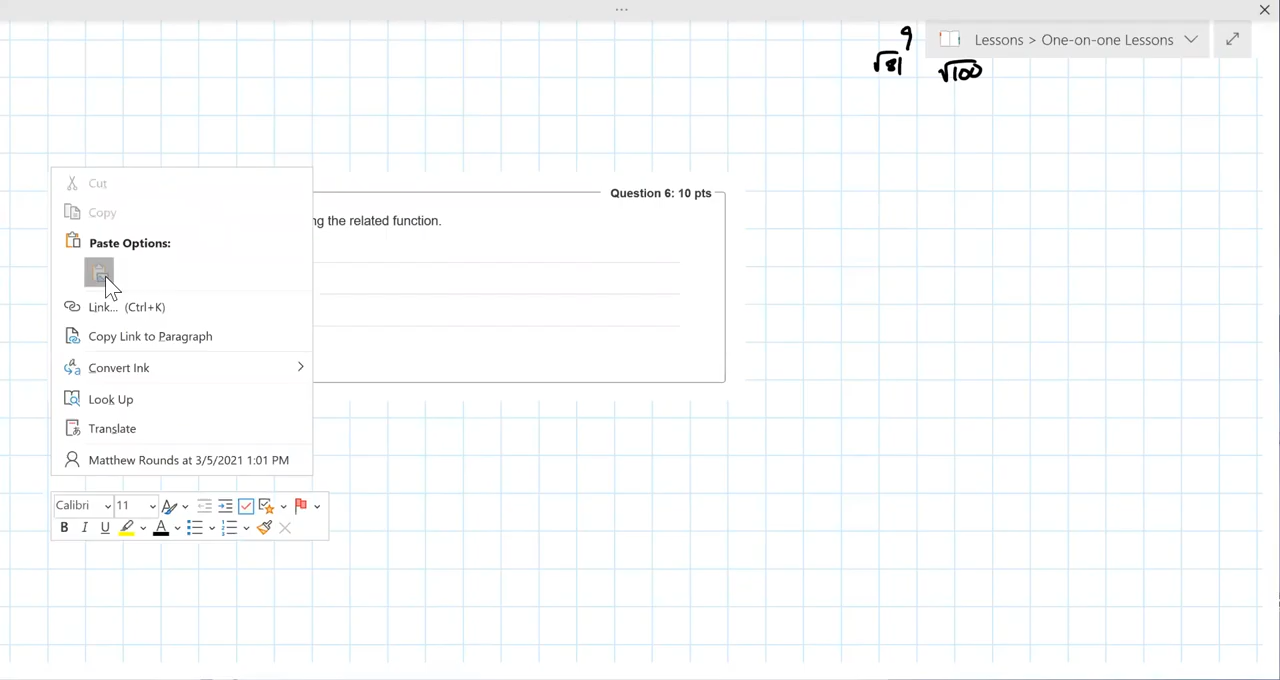 ...
9
Lessons > One-on-one Lessons
√81
√100
Cut
Copy
Paste Options:
Link... (Ctrl+K)
Copy Link to Paragraph
Convert Ink
Look Up
Translate
Matthew Rounds at 3/5/2021 1:01 PM
Question 6: 10 pts
ng the related function.
Calibri 11
B I U A